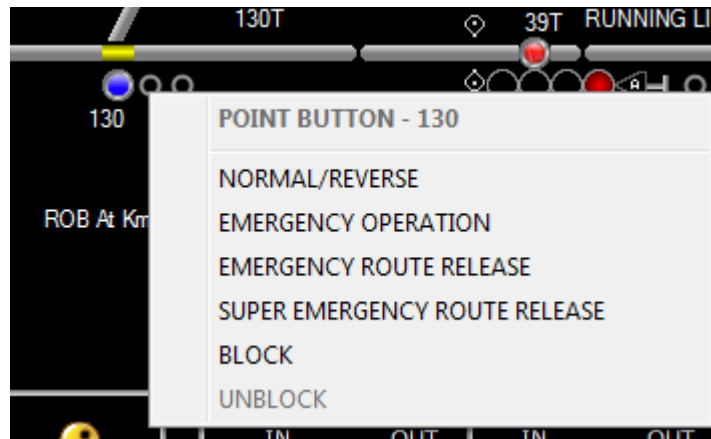 130T
39T
RUNNING LI
A
130
POINT BUTTON - 130
NORMAL/REVERSE
ROB At Km
EMERGENCY OPERATION
EMERGENCY ROUTE RELEASE
SUPER EMERGENCY ROUTE RELEASE
BLOCK
UNBLOCK
IN
OUT
IN
OUT